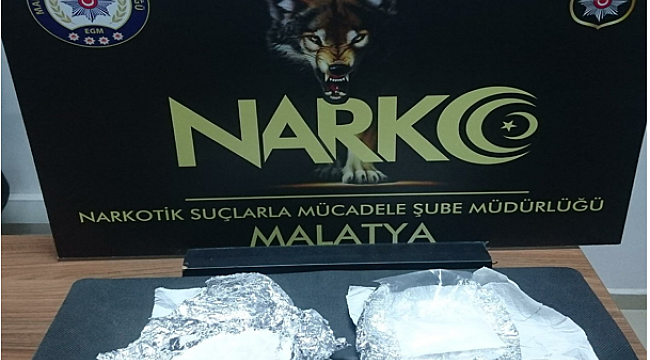 EGM
NARKO
NARKOTİK SUÇLARLA MÜCADELE ŞUBE MÜDÜRLÜĞÜ
MALATYA